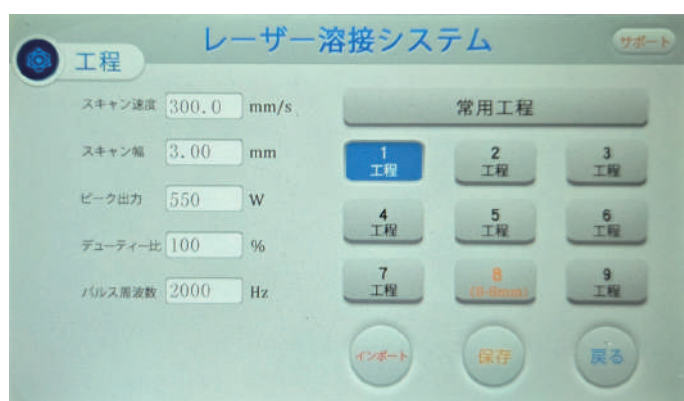 レーザー溶接システム
サポート
工程
スキャン速度 300.0 mm/s
スキャン幅 3.00 mm
ピーク出力 550 W
デューティー比 100 %
パルス周波数 2000 Hz
常用工程
1
工程
2
工程
3
工程
4
工程
5
工程
6
工程
7
工程
8
9
工程
インポート
保存
戻る